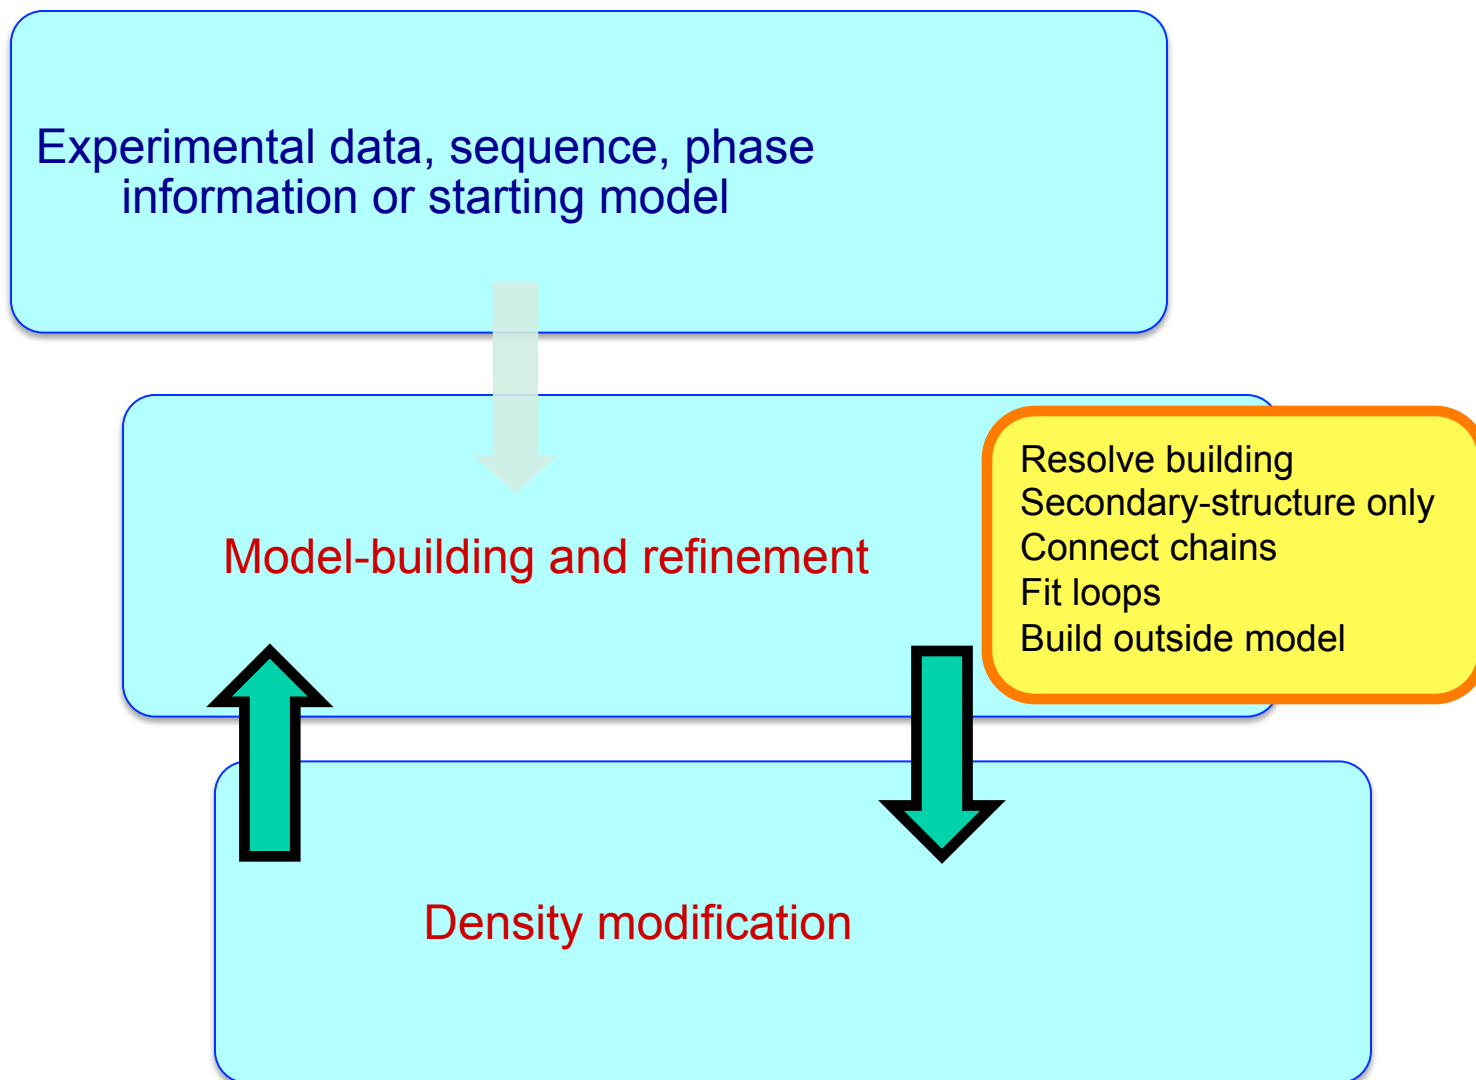 Experimental data, sequence, phase
information or starting model
Model-building and refinement
Resolve building
Secondary-structure only
Connect chains
Fit loops
Build outside model
Density modification